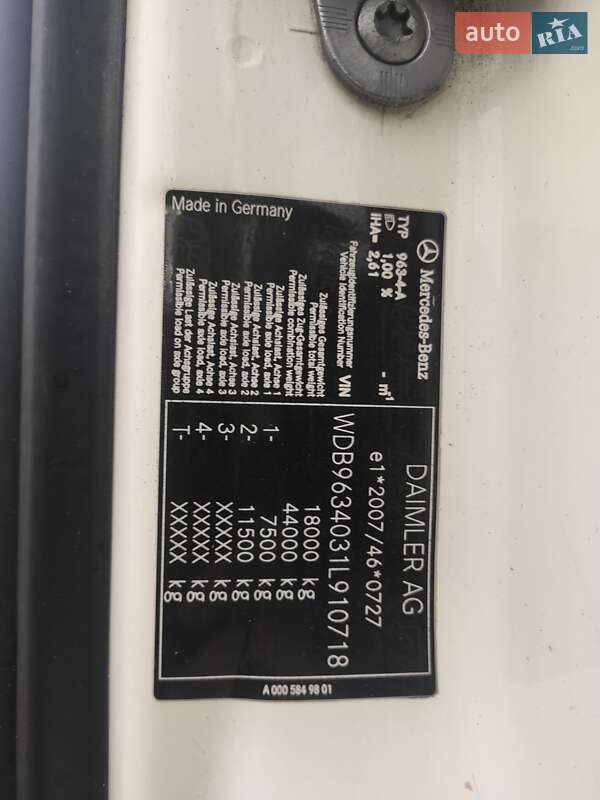 auto RIA.com
Mercedes-Benz
TYP 963-4-A
1,00 %
IHA= 2,61 - m⁻¹
DAIMLER AG
e1*2007/46*0727
Fahrzeugidentifizierungsnummer
Vehicle Identification Number VIN WDB9634031L910718
Zulässiges Gesamtgewicht
Permissible total weight 18000 kg
Zulässiges Zug-Gesamtgewicht
Permissible combination weight 44000 kg
Zulässige Achslast, Achse 1
Permissible axle load, axle 1 1- 7500 kg
Zulässige Achslast, Achse 2
Permissible axle load, axle 2 2- 11500 kg
Zulässige Achslast, Achse 3
Permissible axle load, axle 3 3- XXXXX kg
Zulässige Achslast, Achse 4
Permissible axle load, axle 4 4- XXXXX kg
Zulässige Last der Achsgruppe
Permissible load on axle group T- XXXXX kg
Made in Germany
A 000 584 98 01